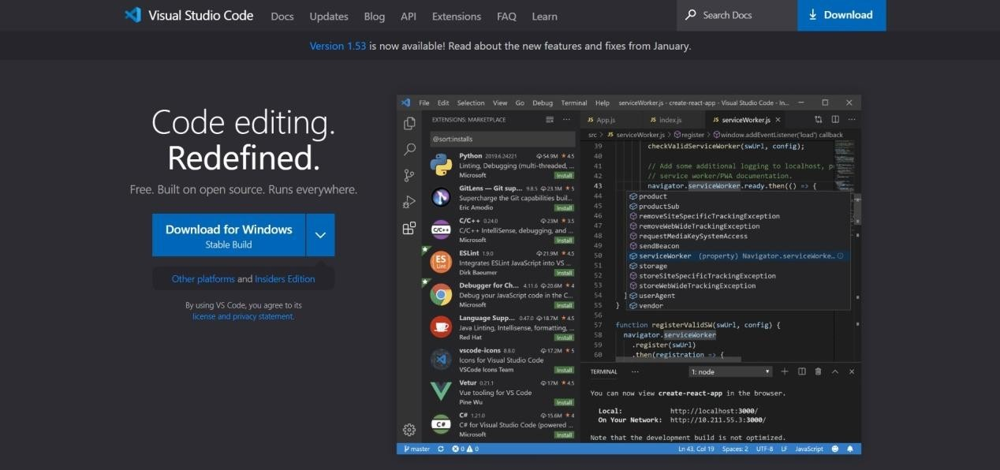 Visual Studio Code Docs Updates Blog API Extensions FAQ Learn Search Docs Download
Version 1.53 is now available! Read about the new features and fixes from January.
Code editing.
Redefined.
Free. Built on open source. Runs everywhere.
Download for Windows
Stable Build
Other platforms and Insiders Edition
By using VS Code, you agree to its
license and privacy statement.
File Edit Selection View Go Debug Terminal Help serviceWorker.js - create-react-app - Visual Studio Code - In...
EXTENSIONS: MARKETPLACE ...
@sort:installs
Python 2019.6.24221 54.9M ★ 4.5
Linting, Debugging (multi-threaded, ...
Microsoft Install
GitLens — Git sup... 9.8.5 23.1M ★ 5
Supercharge the Git capabilities buil...
Eric Amodio Install
C/C++
C/C++ 0.24.0 23M ★ 3.5
C/C++ IntelliSense, debugging, and ...
Microsoft Install
ES
Lint
ESLint 1.9.0 21.9M ★ 4.5
Integrates ESLint JavaScript into VS ...
Dirk Baeumer Install
Debugger for Ch... 4.11.6 20.6M ★ 4
Debug your JavaScript code in the C...
Microsoft Install
Language Supp... 0.47.0 18.7M ★ 4.5
Java Linting, Intellisense, formatting, ...
Red Hat Install
vscode-icons 8.8.0 17.2M ★ 5
Icons for Visual Studio Code
VSCode Icons Team Install
Vetur 0.21.1 17M ★ 4.5
Vue tooling for VS Code
Pine Wu Install
C#
C# 1.21.0 15.6M ★ 4
C# for Visual Studio Code (powered ...
Microsoft Install
JS App.js JS index.js JS serviceWorker.js ...
src > JS serviceWorker.js > register > window.addEventListener('load') callback
39 checkValidServiceWorker(swUrl, config);
40
41 // Add some additional logging to localhost, p
42 // service worker/PWA documentation.
43 navigator.serviceWorker.ready.then(() => {
44 product
45 productSub
46 removeSiteSpecificTrackingException
47 removeWebWideTrackingException
48 requestMediaKeySystemAccess
49 sendBeacon
50 serviceWorker (property) Navigator.serviceWorke...
51 storage
52 storeSiteSpecificTrackingException
53 storeWebWideTrackingException
54 } userAgent
55 } vendor
56
57 function registerValidSW(swUrl, config) {
58 navigator.serviceWorker
59 .register(swUrl)
60 .then(registration => {
TERMINAL ... 1: node
You can now view create-react-app in the browser.
Local: http://localhost:3000/
On Your Network: http://10.211.55.3:3000/
Note that the development build is not optimized.
master 0 0 Ln 43, Col 19 Spaces: 2 UTF-8 LF JavaScript